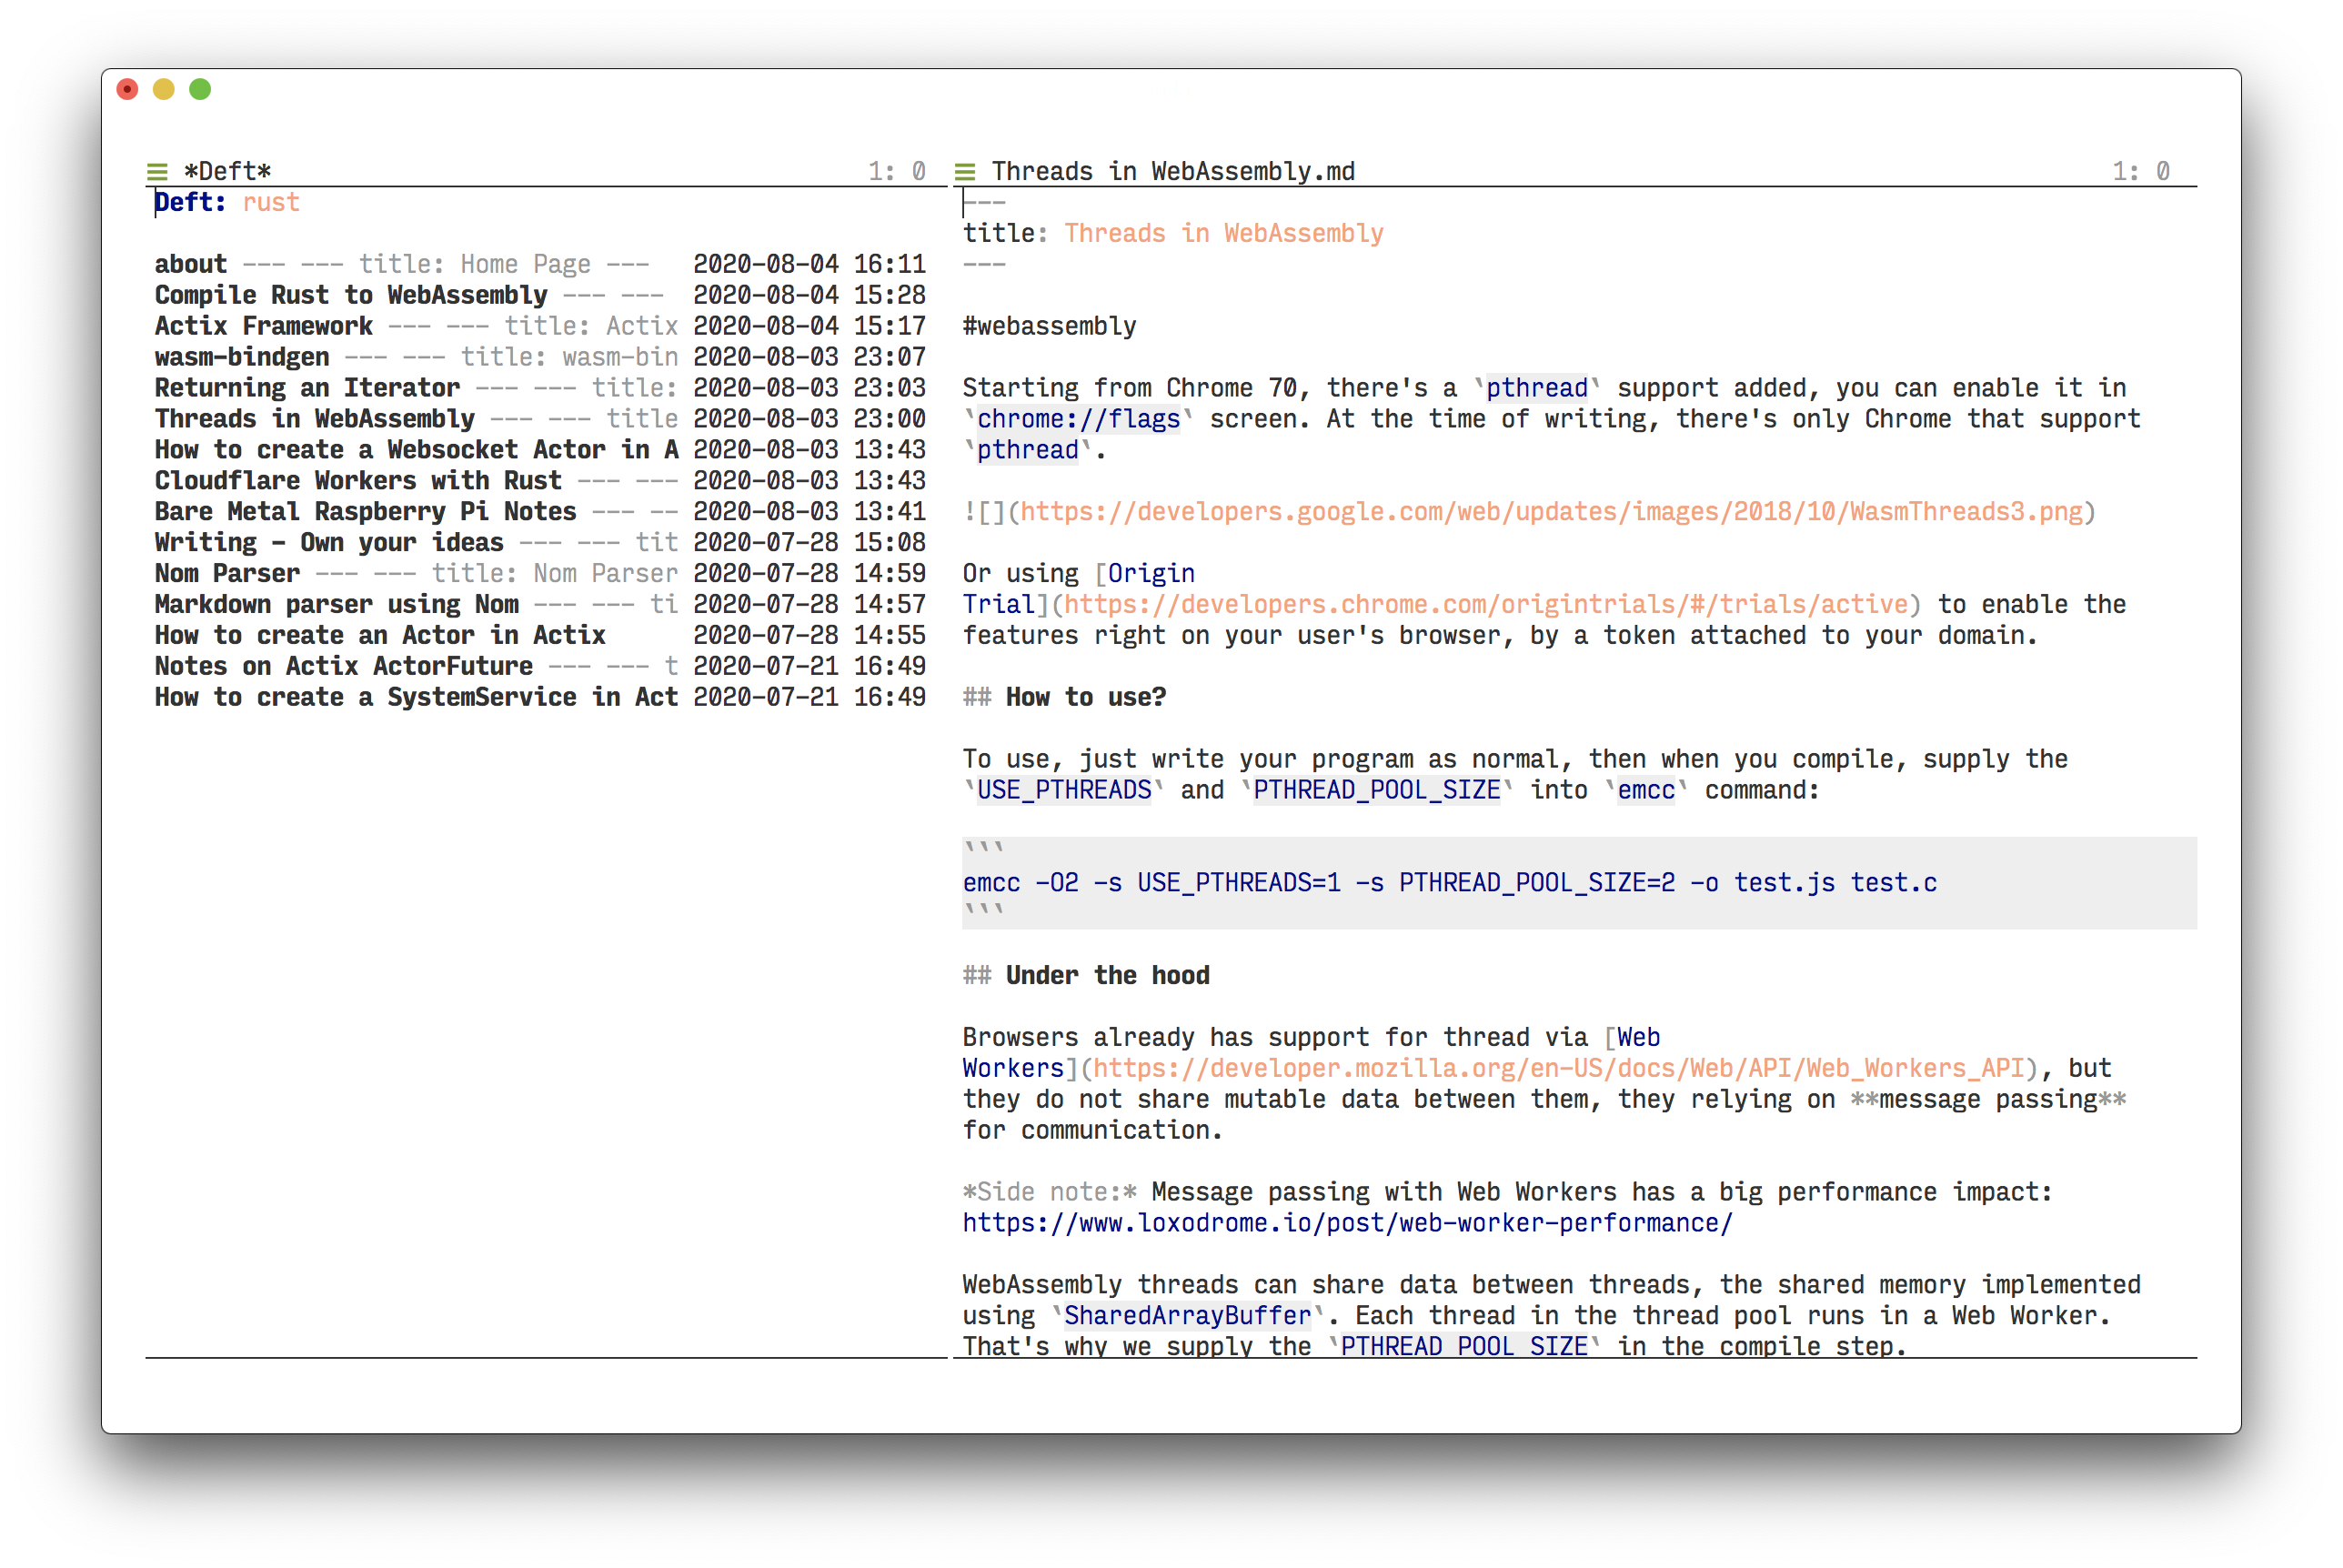 *Deft* 1: 0
Deft: rust
about --- --- title: Home Page --- 2020-08-04 16:11
Compile Rust to WebAssembly --- --- 2020-08-04 15:28
Actix Framework --- --- title: Actix 2020-08-04 15:17
wasm-bindgen --- --- title: wasm-bin 2020-08-03 23:07
Returning an Iterator --- --- title: 2020-08-03 23:03
Threads in WebAssembly --- --- title 2020-08-03 23:00
How to create a Websocket Actor in A 2020-08-03 13:43
Cloudflare Workers with Rust --- --- 2020-08-03 13:43
Bare Metal Raspberry Pi Notes --- -- 2020-08-03 13:41
Writing - Own your ideas --- --- tit 2020-07-28 15:08
Nom Parser --- --- title: Nom Parser 2020-07-28 14:59
Markdown parser using Nom --- --- ti 2020-07-28 14:57
How to create an Actor in Actix 2020-07-28 14:55
Notes on Actix ActorFuture --- --- t 2020-07-21 16:49
How to create a SystemService in Act 2020-07-21 16:49
Threads in WebAssembly.md 1: 0
---
title: Threads in WebAssembly
---
#webassembly
Starting from Chrome 70, there's a `pthread` support added, you can enable it in
`chrome://flags` screen. At the time of writing, there's only Chrome that support
`pthread`.
![](https://developers.google.com/web/updates/images/2018/10/WasmThreads3.png)
Or using [Origin
Trial](https://developers.chrome.com/origintrials/#/trials/active) to enable the
features right on your user's browser, by a token attached to your domain.
## How to use?
To use, just write your program as normal, then when you compile, supply the
`USE_PTHREADS` and `PTHREAD_POOL_SIZE` into `emcc` command:
```
emcc -O2 -s USE_PTHREADS=1 -s PTHREAD_POOL_SIZE=2 -o test.js test.c
```
## Under the hood
Browsers already has support for thread via [Web
Workers](https://developer.mozilla.org/en-US/docs/Web/API/Web_Workers_API), but
they do not share mutable data between them, they relying on **message passing**
for communication.
*Side note:* Message passing with Web Workers has a big performance impact:
https://www.loxodrome.io/post/web-worker-performance/
WebAssembly threads can share data between threads, the shared memory implemented
using `SharedArrayBuffer`. Each thread in the thread pool runs in a Web Worker.
That's why we supply the `PTHREAD_POOL_SIZE` in the compile step.